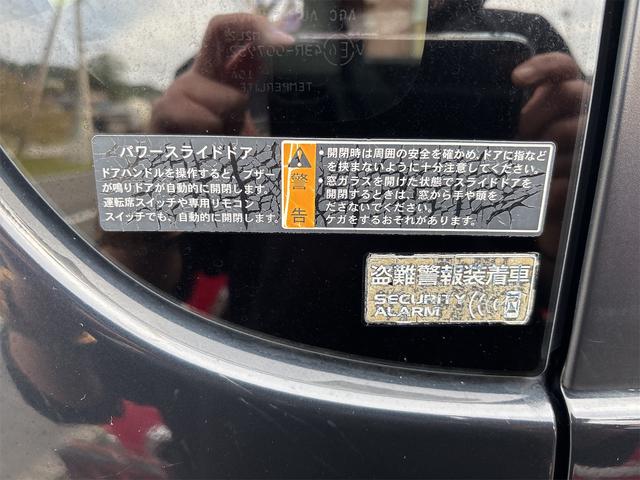 パワースライドドア
ドアハンドルを操作すると、ブザー
が鳴りドアが自動的に開閉します。
運転席スイッチや専用リモコン
スイッチでも、自動的に開閉します。
警告
・開閉時は周囲の安全を確かめ、ドアに指など
を挟まないように十分注意してください。
・窓ガラスを開けた状態でスライドドアを
開閉するときは、窓から手や頭を
ださないでください。
ケガをするおそれがあります。
盗難警報装着車
SECURITY
ALARM
TEMPERLITE